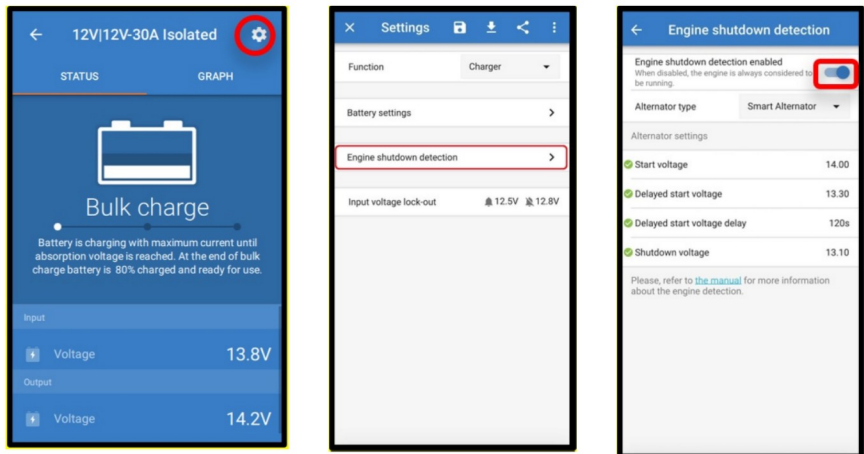 12V|12V-30A Isolated
STATUS
GRAPH
Bulk charge
Battery is charging with maximum current until
absorption voltage is reached. At the end of bulk
charge battery is 80% charged and ready for use.
Input
Voltage 13.8V
Output
Voltage 14.2V
Settings
Function Charger
Battery settings
Engine shutdown detection
Input voltage lock-out 12.5V 12.8V
Engine shutdown detection
Engine shutdown detection enabled
When disabled, the engine is always considered to
be running.
Alternator type Smart Alternator
Alternator settings
Start voltage 14.00
Delayed start voltage 13.30
Delayed start voltage delay 120s
Shutdown voltage 13.10
Please, refer to the manual for more information
about the engine detection.